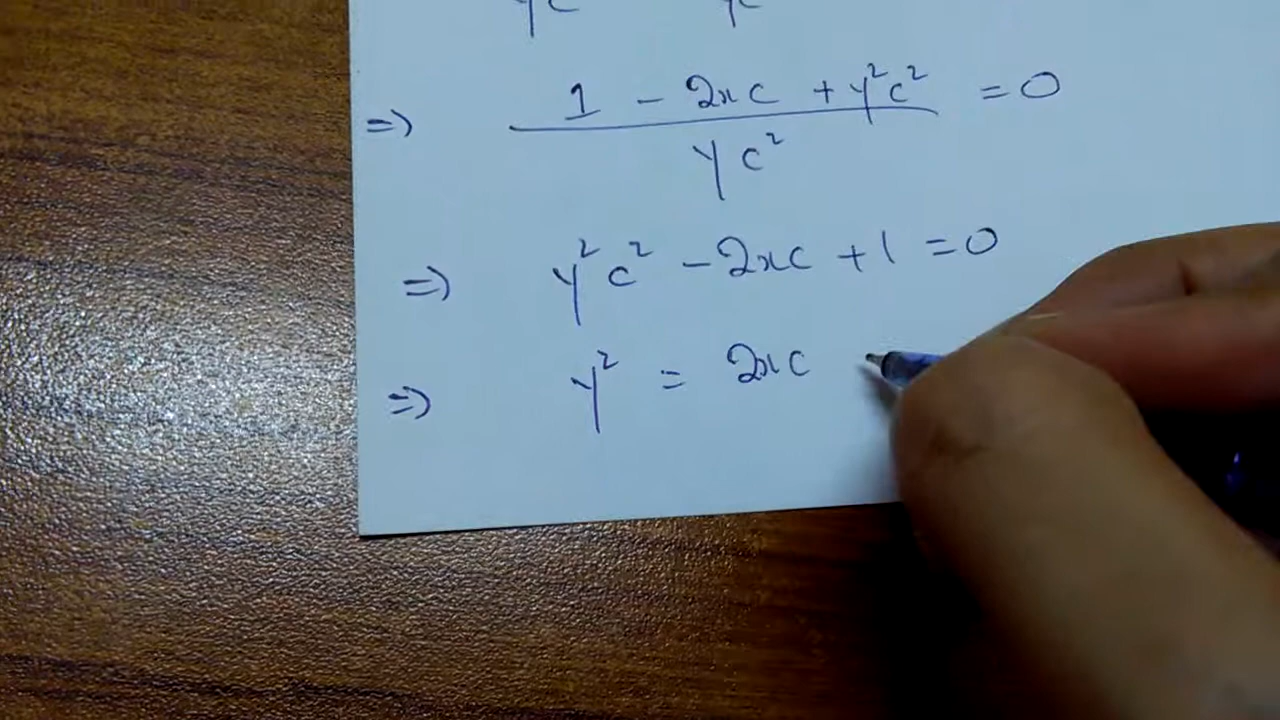 => 1 - 2xc + y²c² = 0
yc²
=> y²c² - 2xc + 1 = 0
=> y² = 2xc